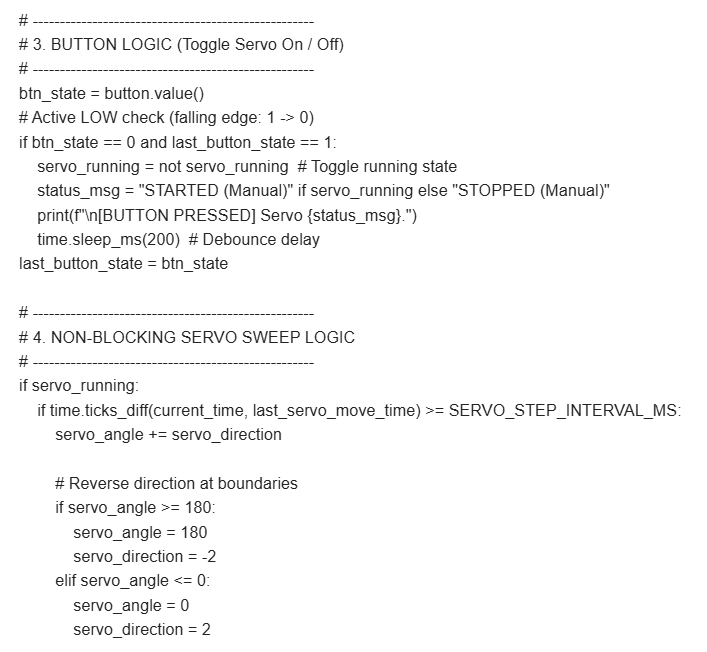 # ----------------------------------------------------
# 3. BUTTON LOGIC (Toggle Servo On / Off)
# ----------------------------------------------------
btn_state = button.value()
# Active LOW check (falling edge: 1 -> 0)
if btn_state == 0 and last_button_state == 1:
    servo_running = not servo_running  # Toggle running state
    status_msg = "STARTED (Manual)" if servo_running else "STOPPED (Manual)"
    print(f"\n[BUTTON PRESSED] Servo {status_msg}.")
    time.sleep_ms(200)  # Debounce delay
last_button_state = btn_state

# ----------------------------------------------------
# 4. NON-BLOCKING SERVO SWEEP LOGIC
# ----------------------------------------------------
if servo_running:
    if time.ticks_diff(current_time, last_servo_move_time) >= SERVO_STEP_INTERVAL_MS:
        servo_angle += servo_direction

        # Reverse direction at boundaries
        if servo_angle >= 180:
            servo_angle = 180
            servo_direction = -2
        elif servo_angle <= 0:
            servo_angle = 0
            servo_direction = 2